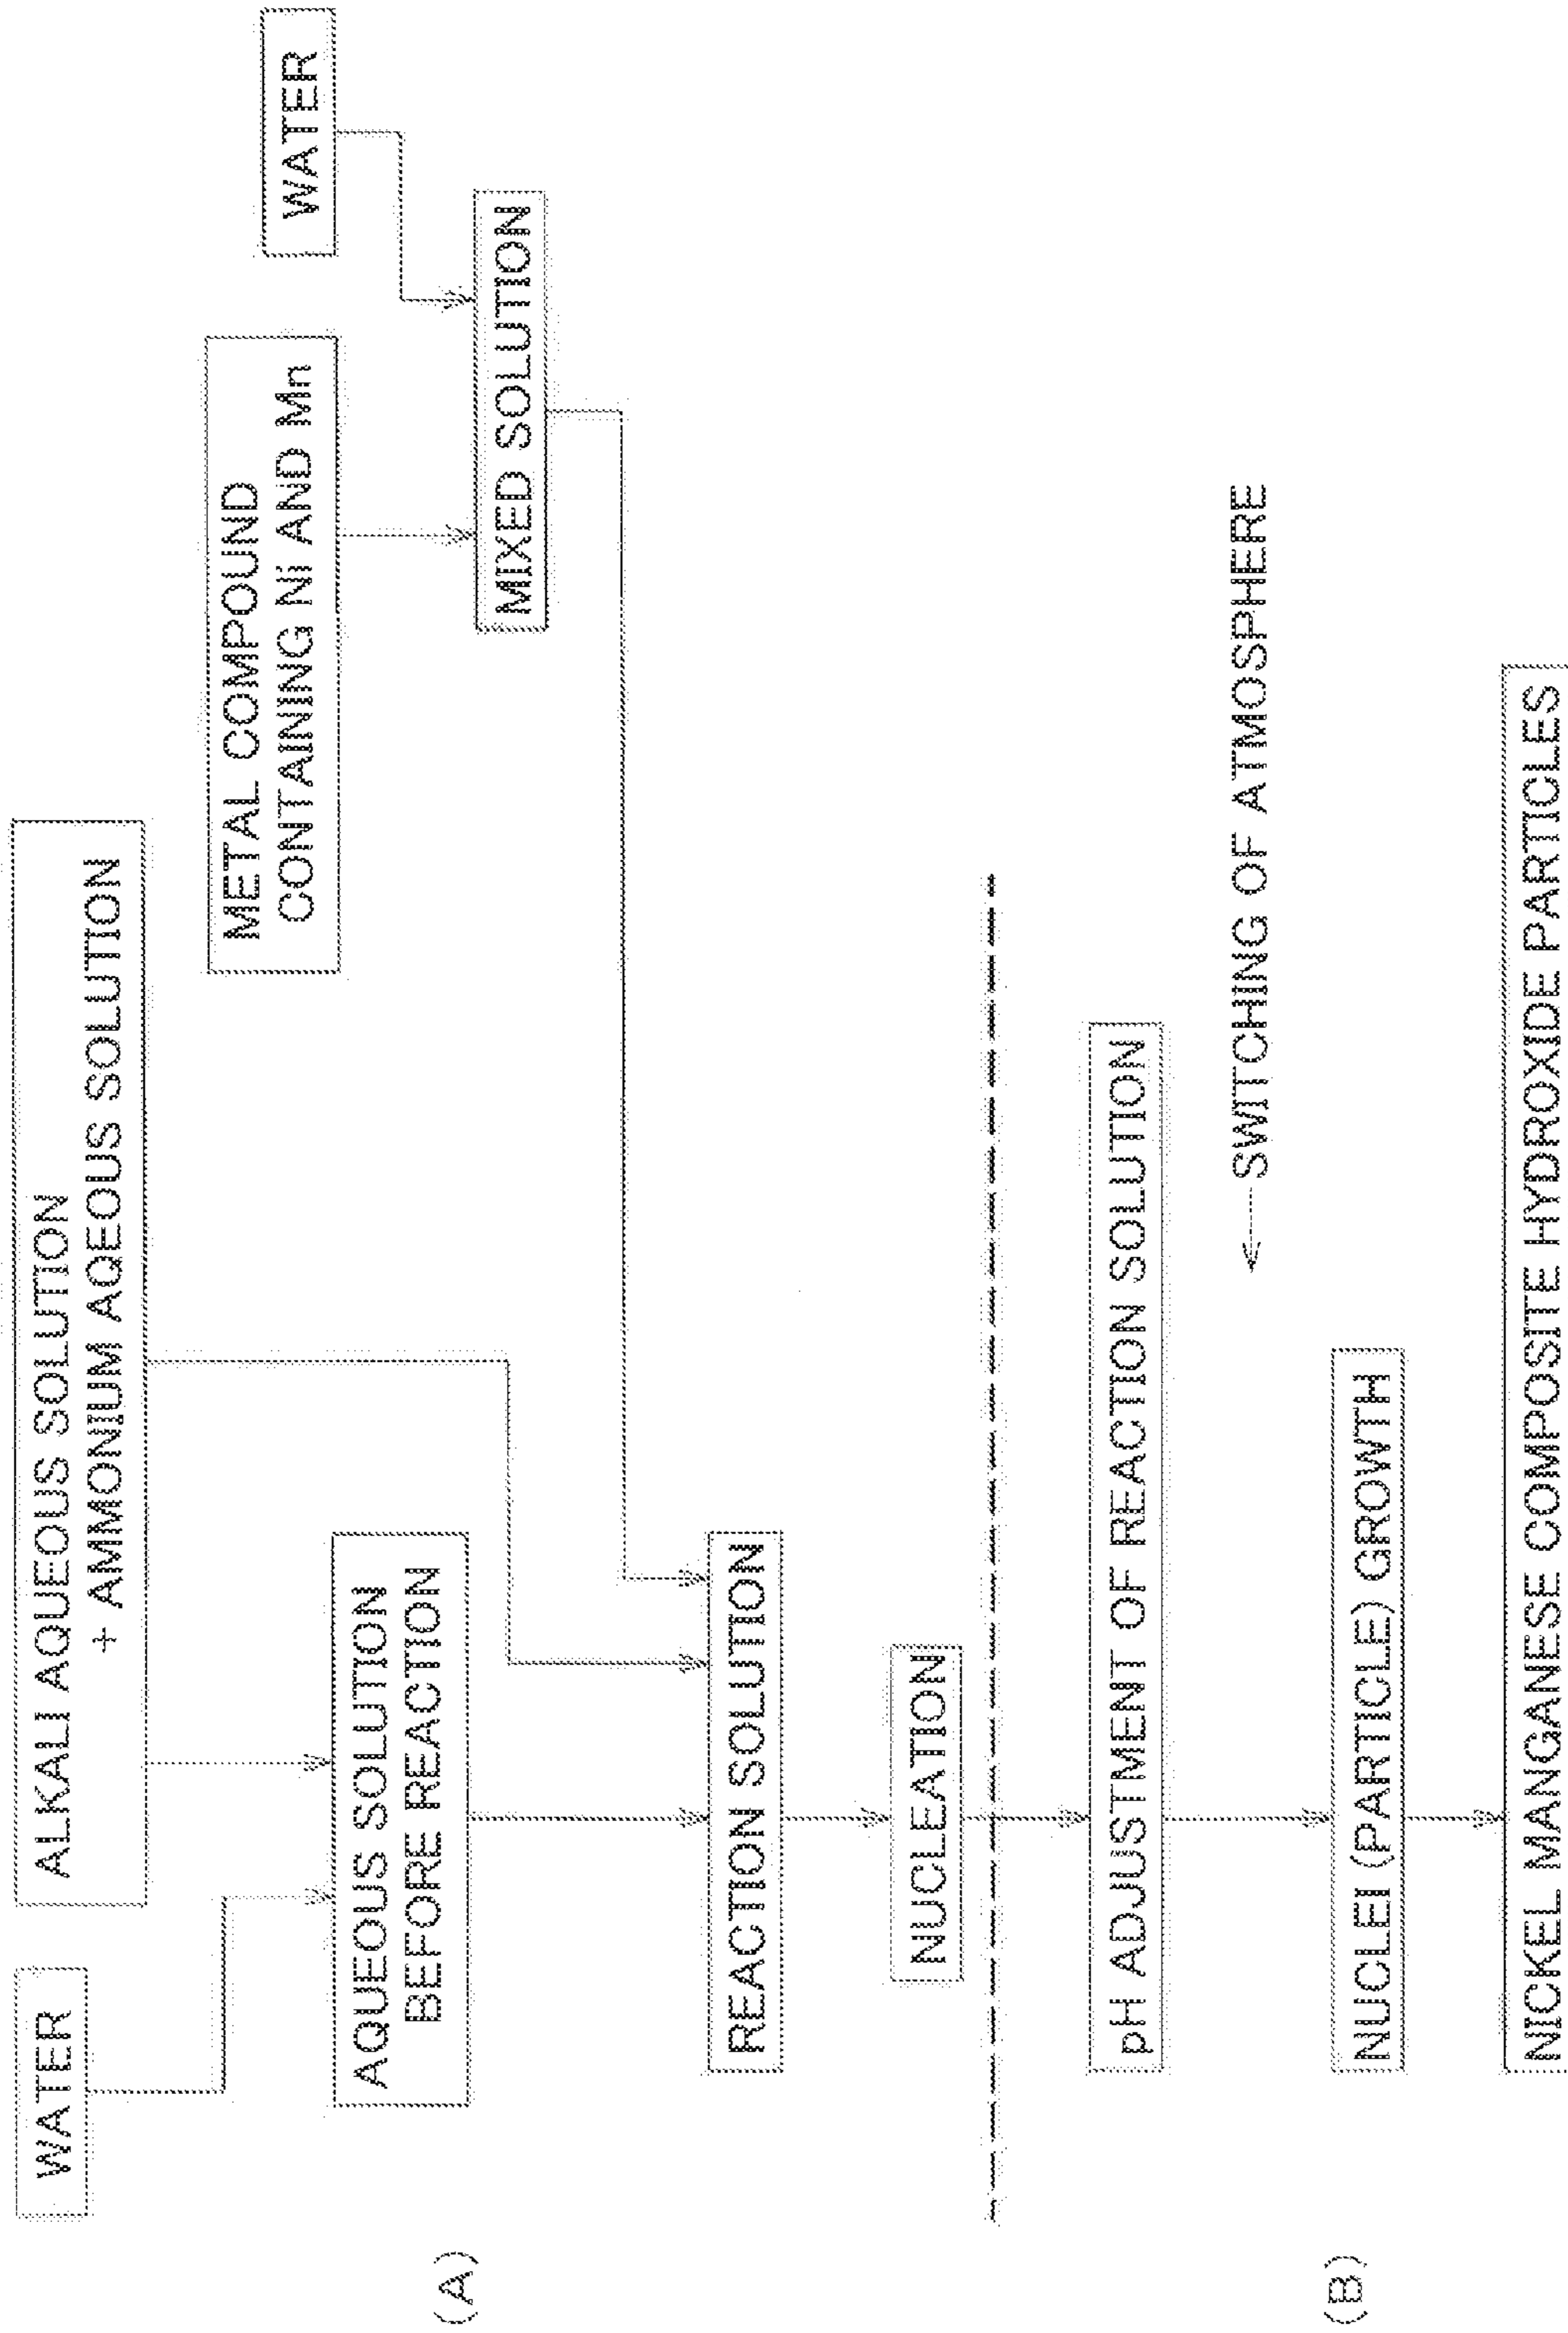 (A)
WATER
ALKALI AQUEOUS SOLUTION
+ AMMONIUM AQEOUS SOLUTION
WATER
METAL COMPOUND
CONTAINING Ni AND Mn
AQUEOUS SOLUTION
BEFORE REACTION
MIXED SOLUTION
REACTION SOLUTION
NUCLEATION
(B)
pH ADJUSTMENT OF REACTION SOLUTION
SWITCHING OF ATMOSPHERE
NUCLEI (PARTICLE) GROWTH
NICKEL MANGANESE COMPOSITE HYDROXIDE PARTICLES